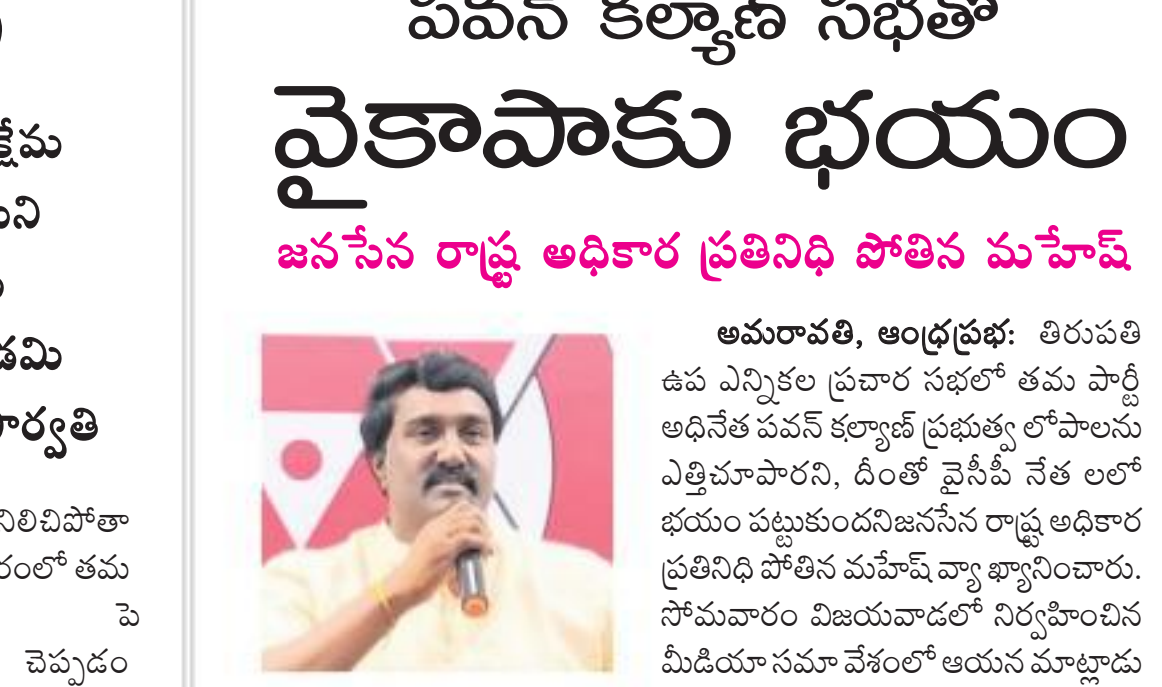 క్షేమ
ని
డమి
ార్వతి
నిలిచిపోతా
రంలో తమ
పె
చెప్పడం
పవన్ కల్యాణ్ సభతో
వైకాపాకు భయం
జనసేన రాష్ట్ర అధికార ప్రతినిధి పోతిన మహేష్
అమరావతి, ఆంధ్రప్రభ: తిరుపతి
ఉప ఎన్నికల ప్రచార సభలో తమ పార్టీ
అధినేత పవన్ కల్యాణ్ ప్రభుత్వ లోపాలను
ఎత్తిచూపారని, దీంతో వైసీపీ నేత లలో
భయం పట్టుకుందనిజనసేన రాష్ట్ర అధికార
ప్రతినిధి పోతిన మహేష్ వ్యా ఖ్యానించారు.
సోమవారం విజయవాడలో నిర్వహించిన
మీడియా సమా వేశంలో ఆయన మాట్లాడు